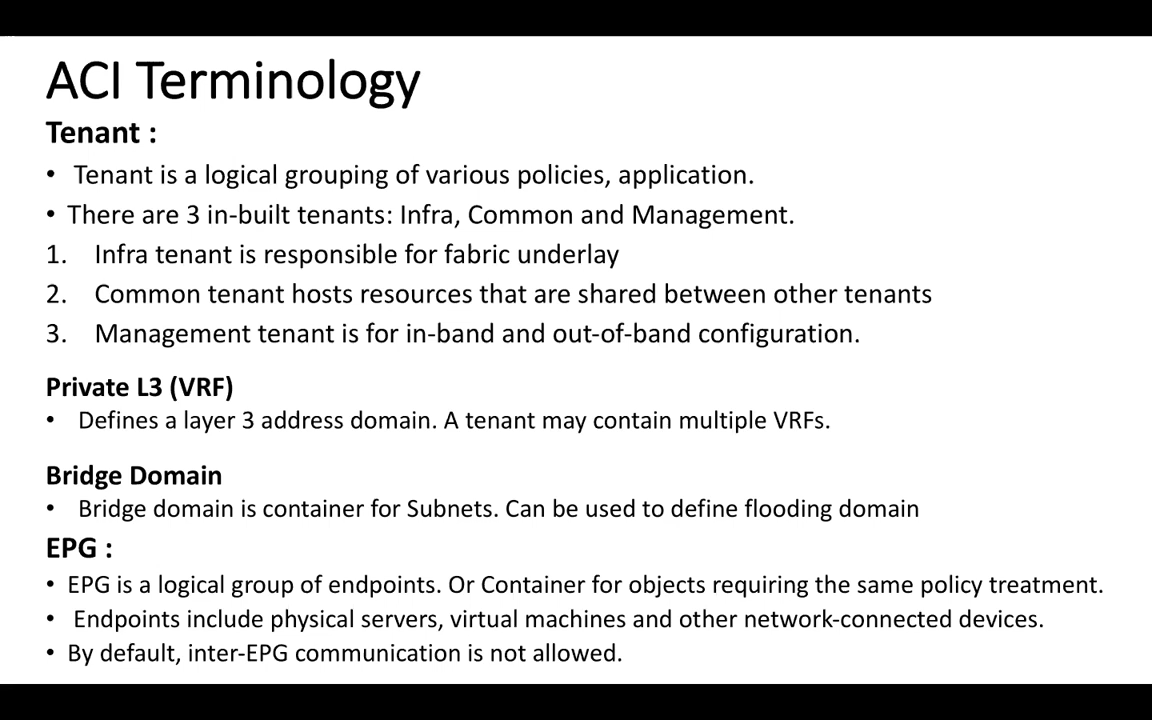 ACI Terminology
Tenant :
• Tenant is a logical grouping of various policies, application.
• There are 3 in-built tenants: Infra, Common and Management.
1. Infra tenant is responsible for fabric underlay
2. Common tenant hosts resources that are shared between other tenants
3. Management tenant is for in-band and out-of-band configuration.
Private L3 (VRF)
• Defines a layer 3 address domain. A tenant may contain multiple VRFs.
Bridge Domain
• Bridge domain is container for Subnets. Can be used to define flooding domain
EPG :
• EPG is a logical group of endpoints. Or Container for objects requiring the same policy treatment.
• Endpoints include physical servers, virtual machines and other network-connected devices.
• By default, inter-EPG communication is not allowed.